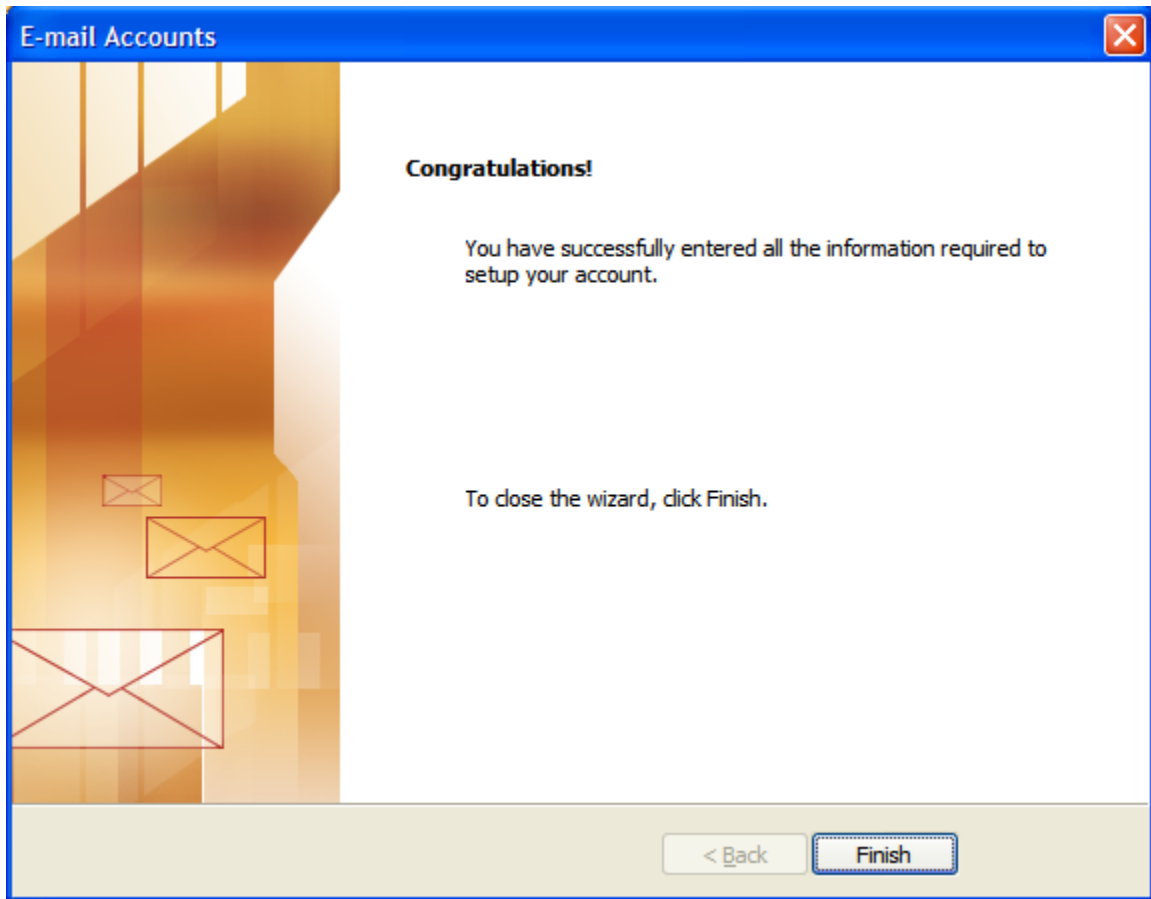 E-mail Accounts
Congratulations!
You have successfully entered all the information required to
setup your account.
To close the wizard, click Finish.
< Back
Finish